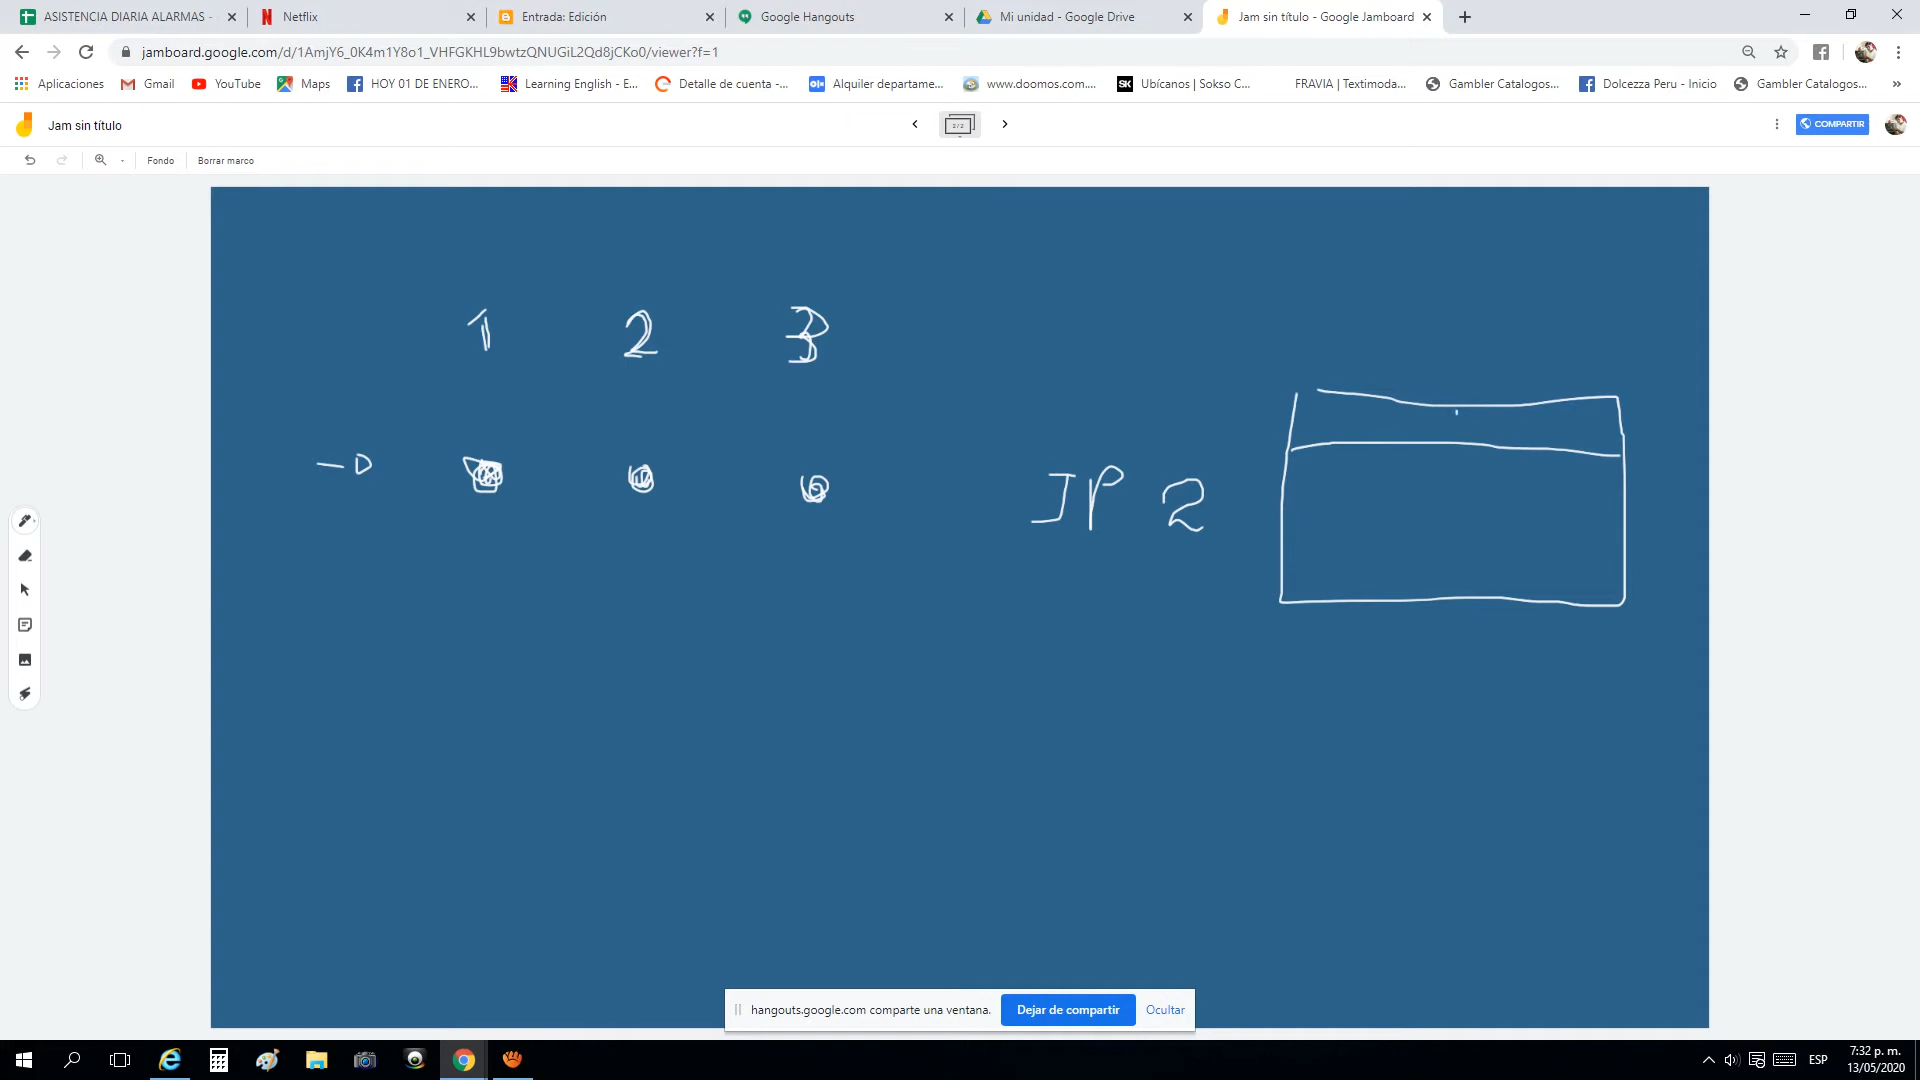 ASISTENCIA DIARIA ALARMAS -
Netflix
Entrada: Edición
Google Hangouts
Mi unidad - Google Drive
Jam sin título - Google Jamboard
jamboard.google.com/d/1AmjY6_0K4m1Y8o1_VHFGKHL9bwtzQNUGiL2Qd8jCKo0/viewer?f=1
Aplicaciones
Gmail
YouTube
Maps
HOY 01 DE ENERO...
Learning English - E...
Detalle de cuenta -...
Alquiler departame...
www.doomos.com....
Ubícanos | Sokso C...
FRAVIA | Textimoda...
Gambler Catalogos...
Dolcezza Peru - Inicio
Gambler Catalogos...
Jam sin título
2 / 2
COMPARTIR
Fondo
Borrar marco
1 2 3
JP 2
hangouts.google.com comparte una ventana.
Dejar de compartir
Ocultar
ESP
7:32 p. m.
13/05/2020